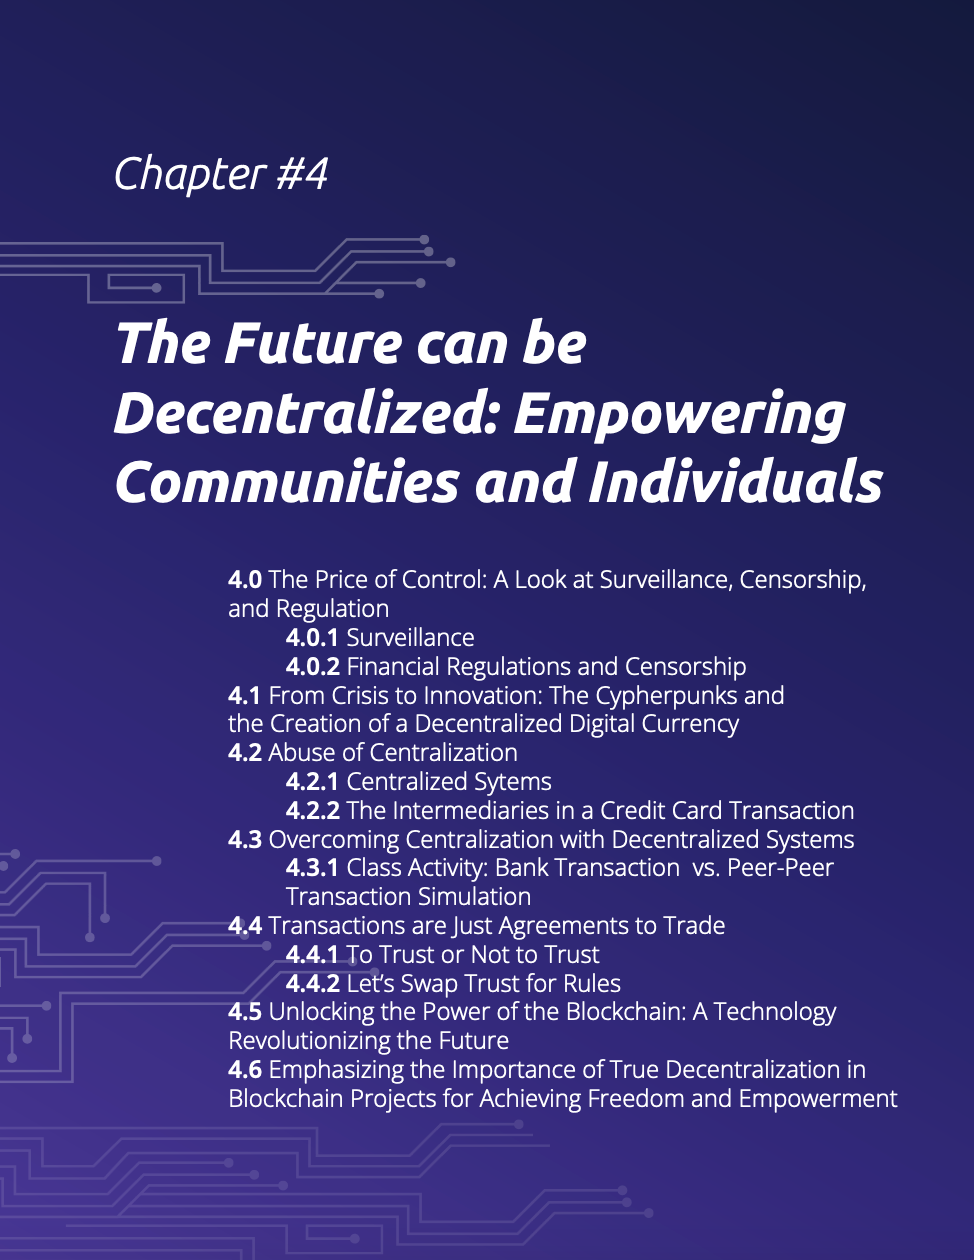 Chapter #4
The Future can be
Decentralized: Empowering
Communities and Individuals
4.0 The Price of Control: A Look at Surveillance, Censorship,
and Regulation
4.0.1 Surveillance
4.0.2 Financial Regulations and Censorship
4.1 From Crisis to Innovation: The Cypherpunks and
the Creation of a Decentralized Digital Currency
4.2 Abuse of Centralization
4.2.1 Centralized Sytems
4.2.2 The Intermediaries in a Credit Card Transaction
4.3 Overcoming Centralization with Decentralized Systems
4.3.1 Class Activity: Bank Transaction  vs. Peer-Peer
Transaction Simulation
4.4 Transactions are Just Agreements to Trade
4.4.1 To Trust or Not to Trust
4.4.2 Let’s Swap Trust for Rules
4.5 Unlocking the Power of the Blockchain: A Technology
Revolutionizing the Future
4.6 Emphasizing the Importance of True Decentralization in
Blockchain Projects for Achieving Freedom and Empowerment